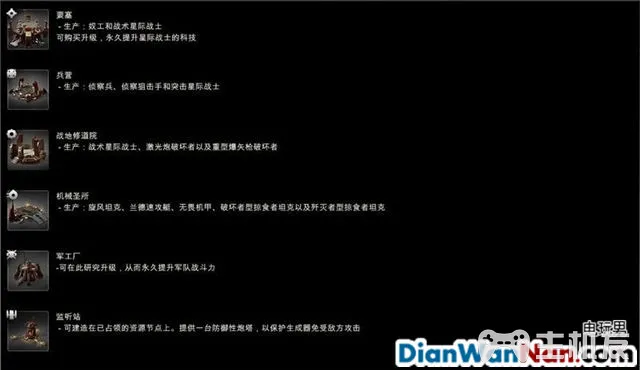 要塞
- 生产：奴工和战术星际战士
可购买升级，永久提升星际战士的科技
兵营
- 生产：侦察兵、侦察狙击手和突击星际战士
战地修道院
- 生产：战术星际战士、激光炮破坏者以及重型爆矢枪破坏者
机械圣所
- 生产：旋风坦克、兰德速攻艇、无畏机甲、破坏者型掠食者坦克以及歼灭者型掠食者坦克
军工厂
-可在此研究升级，从而永久提升军队战斗力
监听站
- 可建造在已占领的资源节点上。提供一台防御性炮塔，以保护生成器免受敌方攻击
电玩男
DianWanNan.com